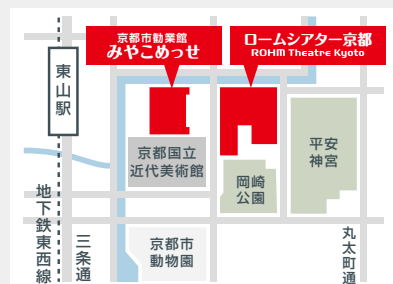 京都市勧業館
みやこめっせ
ロームシアター京都
ROHM Theatre Kyoto
東山駅
京都国立
近代美術館
岡崎
公園
平安
神宮
地下鉄東西線
三条通
京都市
動物園
丸太町通